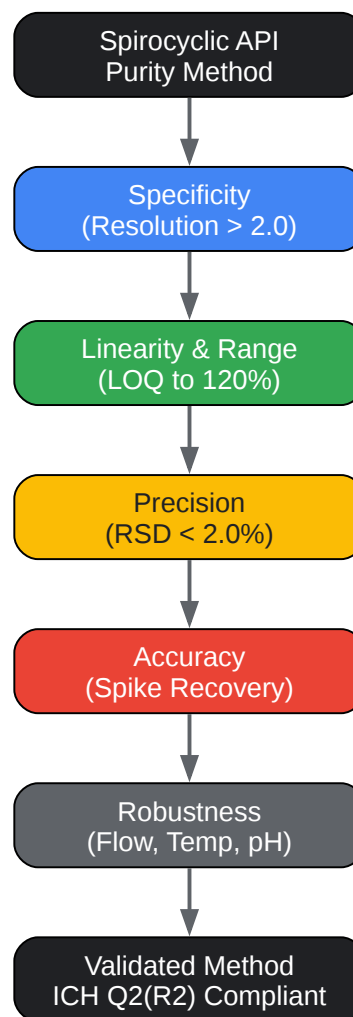 Spirocyclic API
Purity Method
Specificity
(Resolution > 2.0)
Linearity & Range
(LOQ to 120%)
Precision
(RSD < 2.0%)
Accuracy
(Spike Recovery)
Robustness
(Flow, Temp, pH)
Validated Method
ICH Q2(R2) Compliant